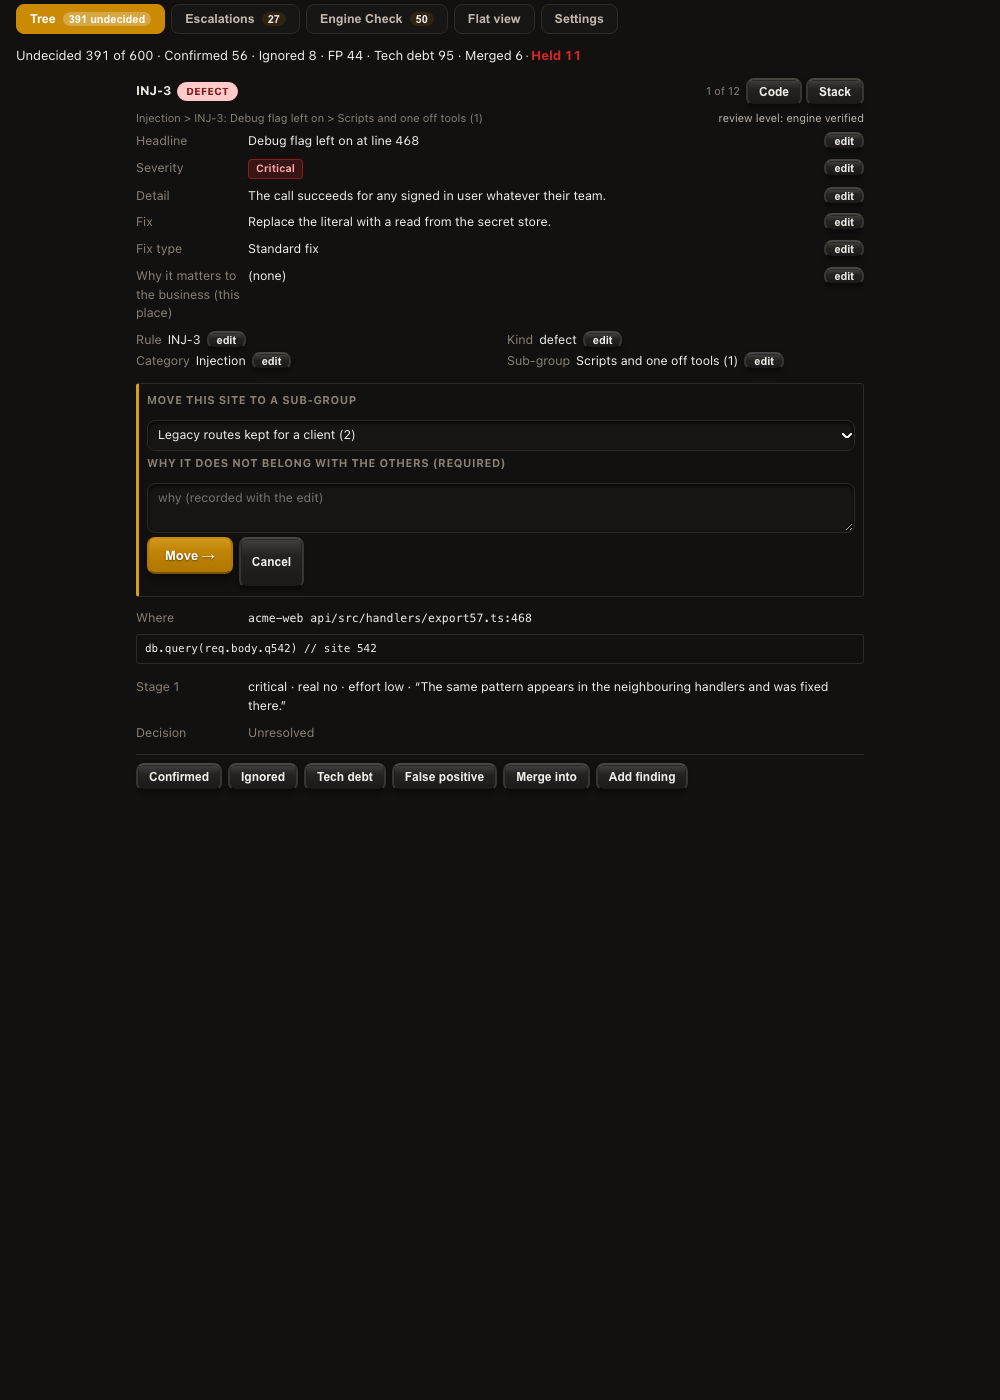 Tree 391 undecided Escalations 27 Engine Check 50 Flat view Settings
Undecided 391 of 600 · Confirmed 56 · Ignored 8 · FP 44 · Tech debt 95 · Merged 6 · Held 11
INJ-3 DEFECT 1 of 12 Code Stack
Injection > INJ-3: Debug flag left on > Scripts and one off tools (1) review level: engine verified
Headline Debug flag left on at line 468 edit
Severity Critical edit
Detail The call succeeds for any signed in user whatever their team. edit
Fix Replace the literal with a read from the secret store. edit
Fix type Standard fix edit
Why it matters to (none) edit
the business (this
place)
Rule INJ-3 edit Kind defect edit
Category Injection edit Sub-group Scripts and one off tools (1) edit
MOVE THIS SITE TO A SUB-GROUP
Legacy routes kept for a client (2)
WHY IT DOES NOT BELONG WITH THE OTHERS (REQUIRED)
why (recorded with the edit)
Move → Cancel
Where acme-web api/src/handlers/export57.ts:468
db.query(req.body.q542) // site 542
Stage 1 critical · real no · effort low · “The same pattern appears in the neighbouring handlers and was fixed
there.”
Decision Unresolved
Confirmed Ignored Tech debt False positive Merge into Add finding